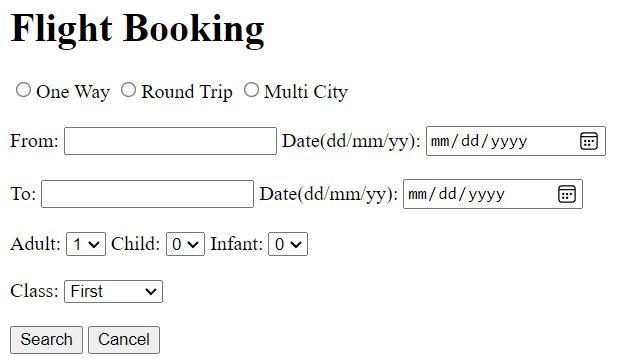 Flight Booking
One Way Round Trip Multi City
From: Date(dd/mm/yy): mm/dd/yyyy
To: Date(dd/mm/yy): mm/dd/yyyy
Adult: 1 Child: 0 Infant: 0
Class: First
Search Cancel